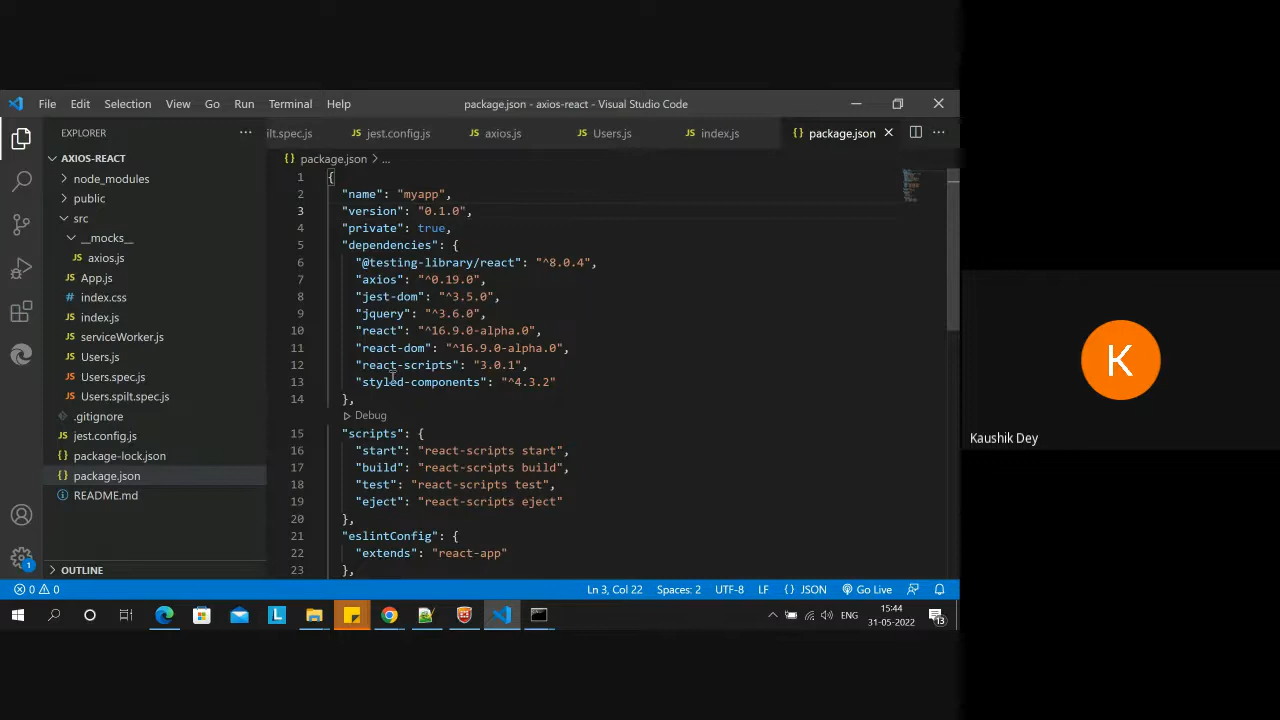 File Edit Selection View Go Run Terminal Help
package.json - axios-react - Visual Studio Code
EXPLORER
ilt.spec.js
jest.config.js
axios.js
Users.js
index.js
package.json
AXIOS-REACT
node_modules
public
src
__mocks__
axios.js
App.js
index.css
index.js
serviceWorker.js
Users.js
Users.spec.js
Users.spilt.spec.js
.gitignore
jest.config.js
package-lock.json
package.json
README.md
OUTLINE
package.json > ...
1 {
2 "name": "myapp",
3 "version": "0.1.0",
4 "private": true,
5 "dependencies": {
6 "@testing-library/react": "^8.0.4",
7 "axios": "^0.19.0",
8 "jest-dom": "^3.5.0",
9 "jquery": "^3.6.0",
10 "react": "^16.9.0-alpha.0",
11 "react-dom": "^16.9.0-alpha.0",
12 "react-scripts": "3.0.1",
13 "styled-components": "^4.3.2"
14 },
Debug
15 "scripts": {
16 "start": "react-scripts start",
17 "build": "react-scripts build",
18 "test": "react-scripts test",
19 "eject": "react-scripts eject"
20 },
21 "eslintConfig": {
22 "extends": "react-app"
23 },
1
0 0
Ln 3, Col 22
Spaces: 2
UTF-8
LF
{ } JSON
Go Live
ENG
15:44
31-05-2022
13
K
Kaushik Dey